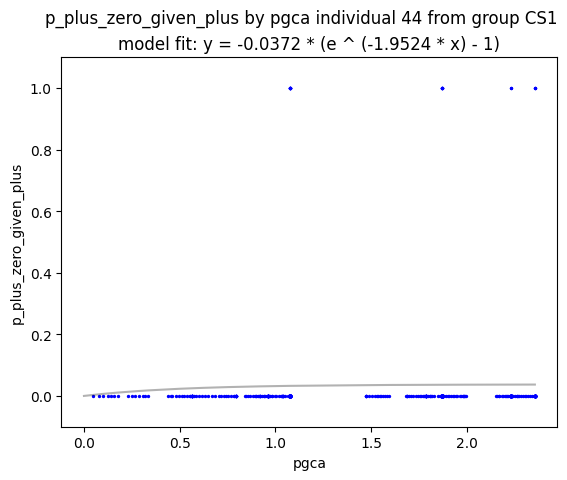 p_plus_zero_given_plus by pgca individual 44 from group CS1
model fit: y = -0.0372 * (e ^ (-1.9524 * x) - 1)
1.0
0.8
0.6
0.4
0.2
0.0
p_plus_zero_given_plus
0.0 0.5 1.0 1.5 2.0
pgca